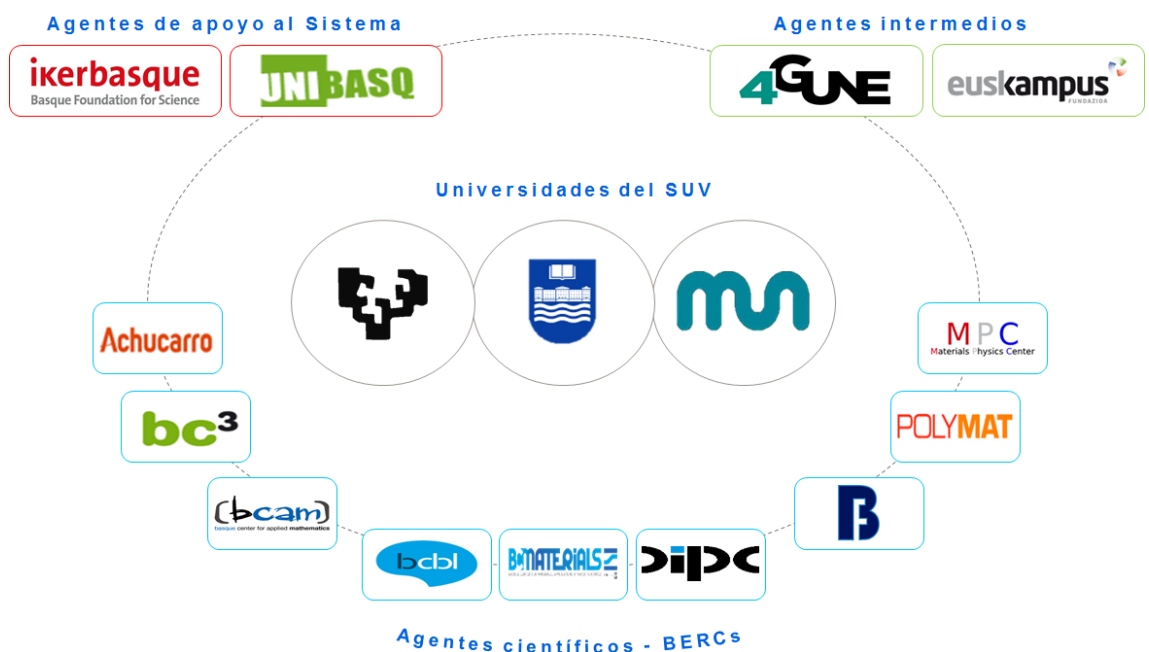 Agentes de apoyo al Sistema
Agentes intermedios
ikerbasque
Basque Foundation for Science
UNIBASQ
4GUNE
euskampus
FUNDAZIOA
Universidades del SUV
Achucarro
MPC
Materials Physics Center
bc³
POLYMAT
(bcam)
basque center for applied mathematics
B
bcbl
BCMATERIALS
dipc
Agentes científicos - BERCs